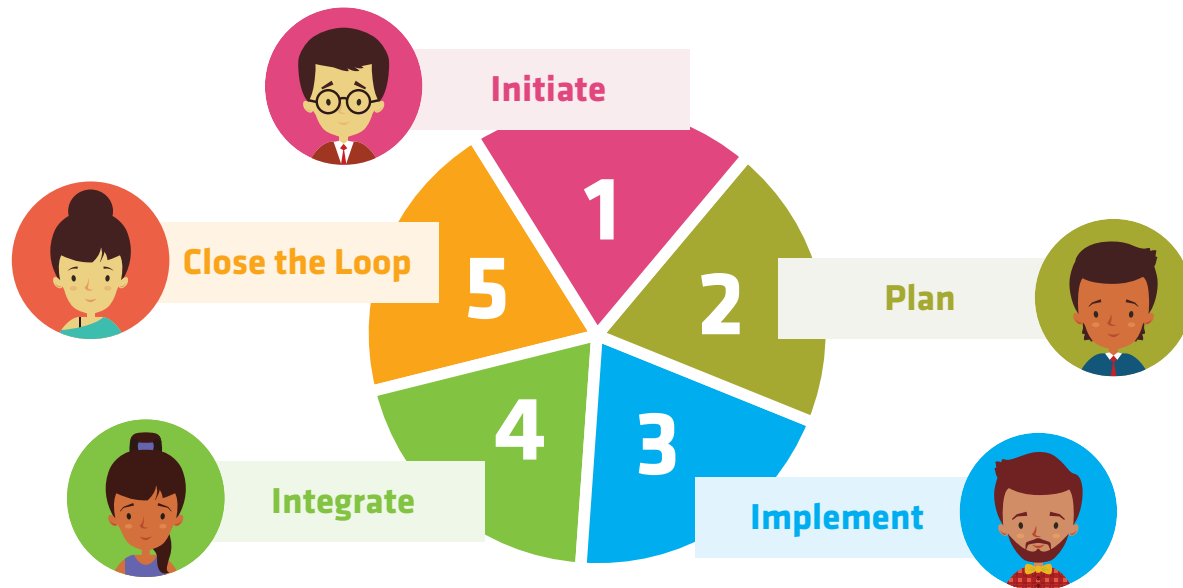 Initiate
1
2
Plan
3
Implement
4
Integrate
5
Close the Loop